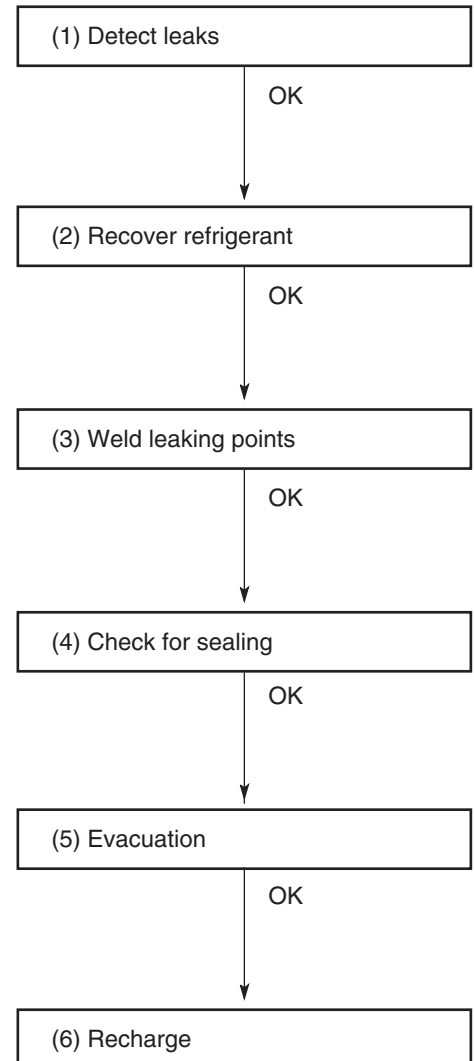 (1) Detect leaks
OK
(2) Recover refrigerant
OK
(3) Weld leaking points
OK
(4) Check for sealing
OK
(5) Evacuation
OK
(6) Recharge